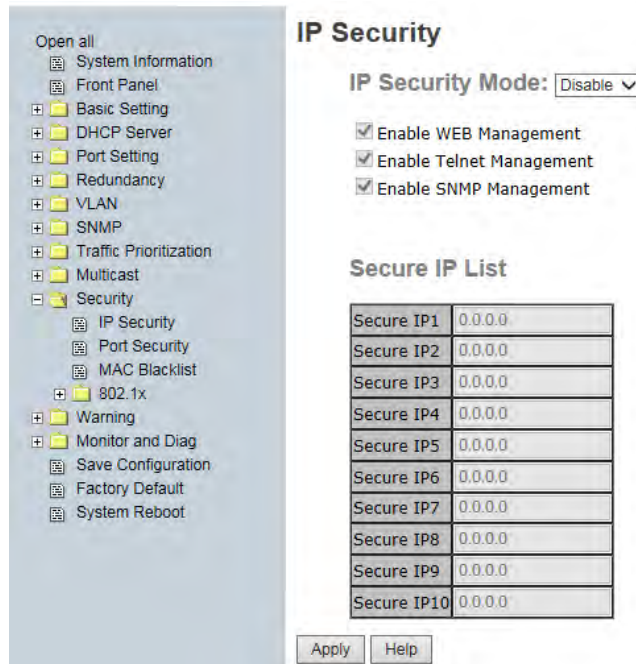 Open all
System Information
Front Panel
Basic Setting
DHCP Server
Port Setting
Redundancy
VLAN
SNMP
Traffic Prioritization
Multicast
Security
IP Security
Port Security
MAC Blacklist
802.1x
Warning
Monitor and Diag
Save Configuration
Factory Default
System Reboot
IP Security
IP Security Mode: Disable
Enable WEB Management
Enable Telnet Management
Enable SNMP Management
Secure IP List
Secure IP1 0.0.0.0
Secure IP2 0.0.0.0
Secure IP3 0.0.0.0
Secure IP4 0.0.0.0
Secure IP5 0.0.0.0
Secure IP6 0.0.0.0
Secure IP7 0.0.0.0
Secure IP8 0.0.0.0
Secure IP9 0.0.0.0
Secure IP10 0.0.0.0
Apply Help